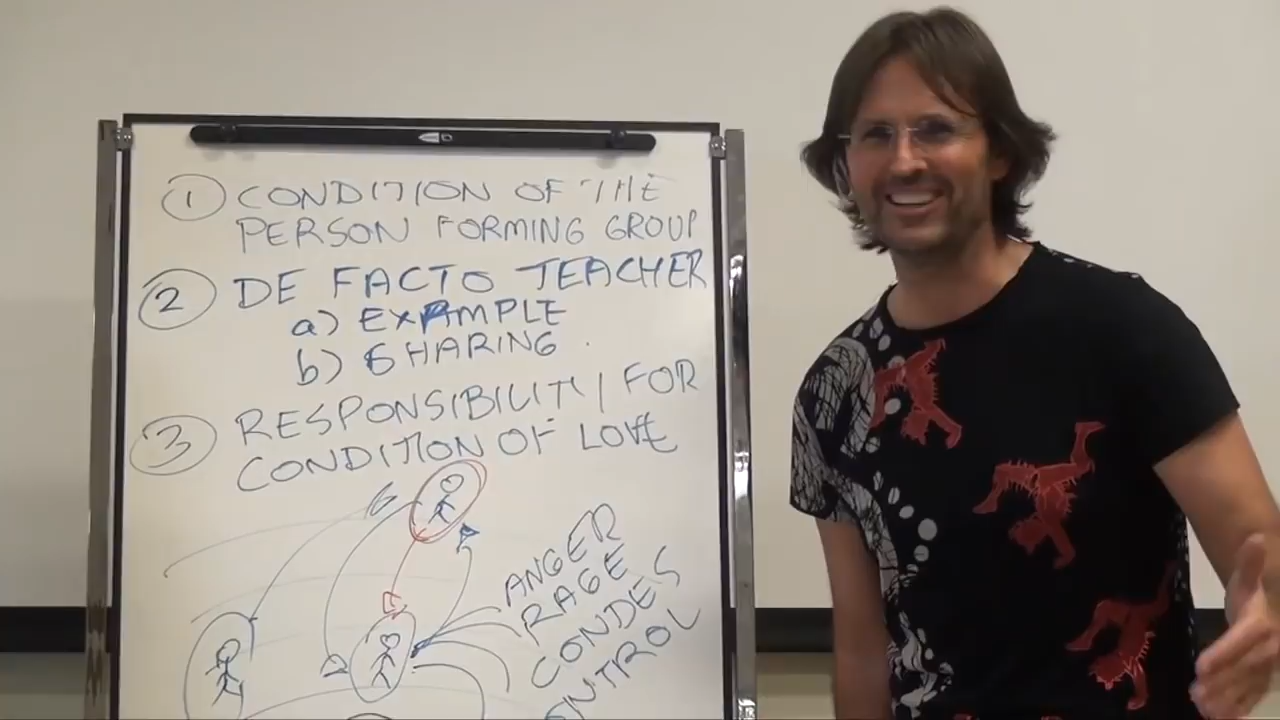 ① CONDITION OF THE
PERSON FORMING GROUP
② DE FACTO TEACHER
a) EXAMPLE
b) SHARING
③ RESPONSIBILITY FOR
CONDITION OF LOVE
ANGER
RAGE
CONDES
ONTROL